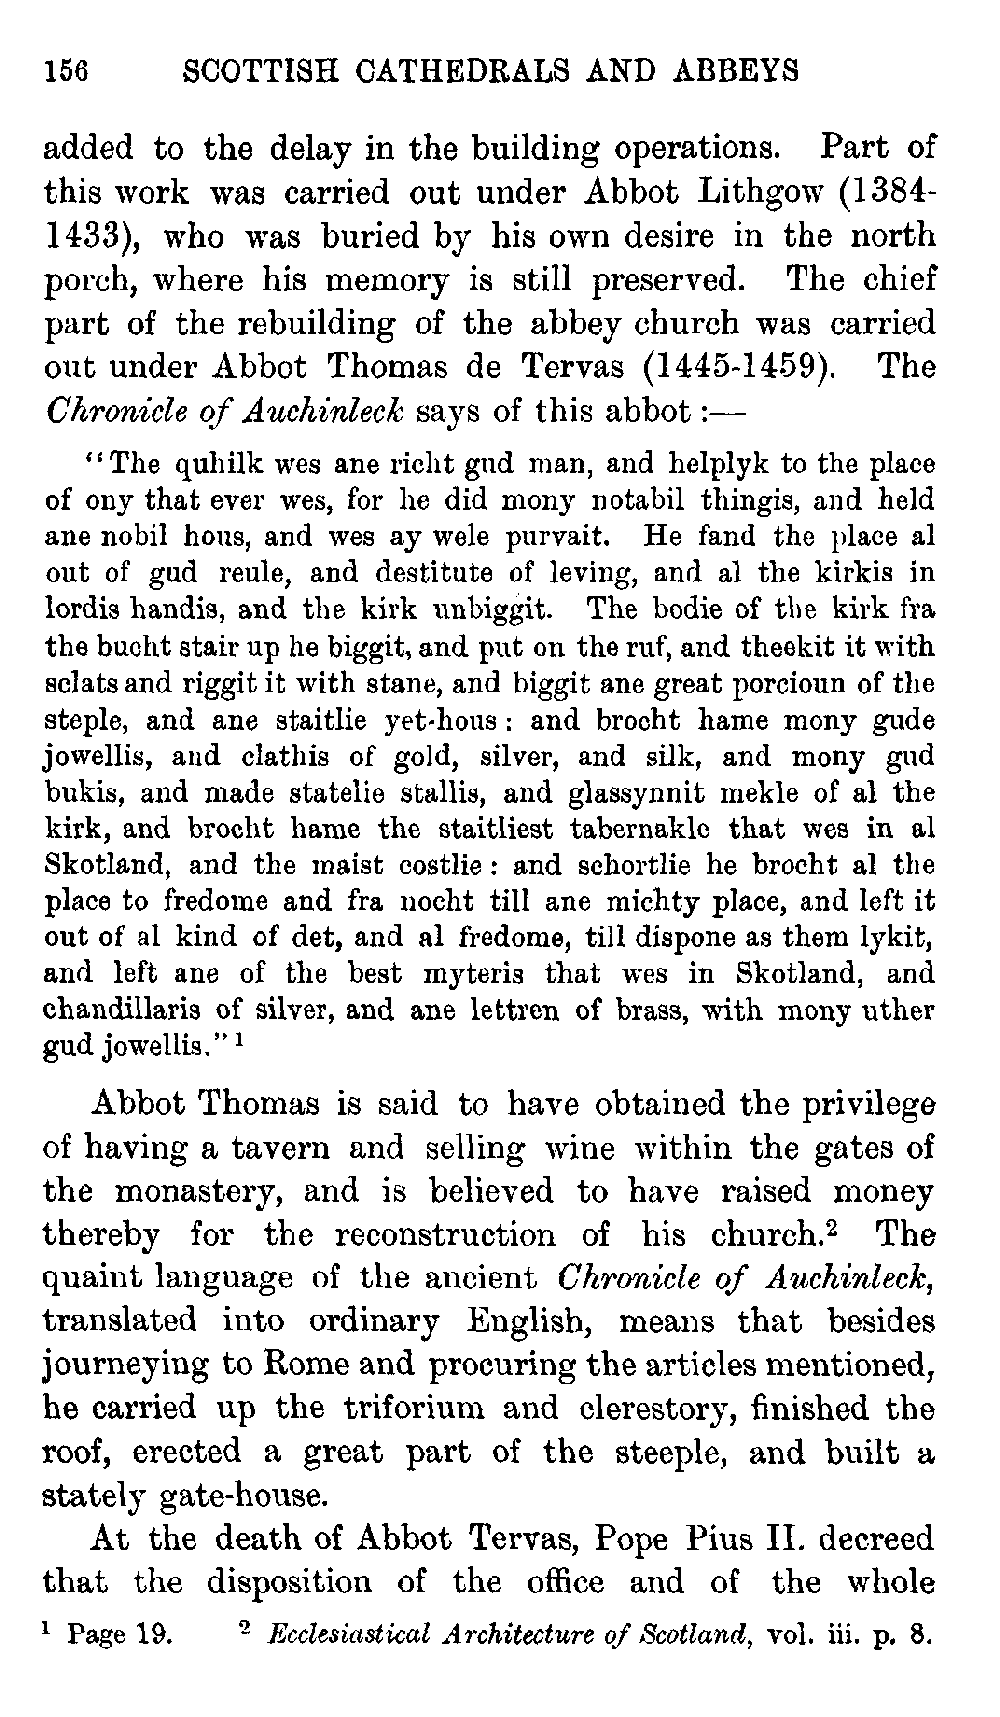 156 SCOTTISH CATHEDRALS AND ABBEYS
added to the delay in the building operations. Part of
this work was carried out under Abbot Lithgow (1384-
1433), who was buried by his own desire in the north
porch, where his memory is still preserved. The chief
part of the rebuilding of the abbey church was carried
out under Abbot Thomas de Tervas (1445-1459). The
Chronicle of Auchinleck says of this abbot :—
“The quhilk wes ane richt gud man, and helplyk to the place
of ony that ever wes, for he did mony notabil thingis, and held
ane nobil hous, and wes ay wele purvait. He fand the place al
out of gud reule, and destitute of leving, and al the kirkis in
lordis handis, and the kirk unbiggit. The bodie of the kirk fra
the bucht stair up he biggit, and put on the ruf, and theekit it with
sclats and riggit it with stane, and biggit ane great porcioun of the
steple, and ane staitlie yet-hous : and brocht hame mony gude
jowellis, and clathis of gold, silver, and silk, and mony gud
bukis, and made statelie stallis, and glassynnit mekle of al the
kirk, and brocht hame the staitliest tabernakle that wes in al
Skotland, and the maist costlie : and schortlie he brocht al the
place to fredome and fra nocht till ane michty place, and left it
out of al kind of det, and al fredome, till dispone as them lykit,
and left ane of the best myteris that wes in Skotland, and
chandillaris of silver, and ane lettren of brass, with mony uther
gud jowellis.” 1
Abbot Thomas is said to have obtained the privilege
of having a tavern and selling wine within the gates of
the monastery, and is believed to have raised money
thereby for the reconstruction of his church.2 The
quaint language of the ancient Chronicle of Auchinleck,
translated into ordinary English, means that besides
journeying to Rome and procuring the articles mentioned,
he carried up the triforium and clerestory, finished the
roof, erected a great part of the steeple, and built a
stately gate-house.
At the death of Abbot Tervas, Pope Pius II. decreed
that the disposition of the office and of the whole
1 Page 19. 2 Ecclesiastical Architecture of Scotland, vol. iii. p. 8.